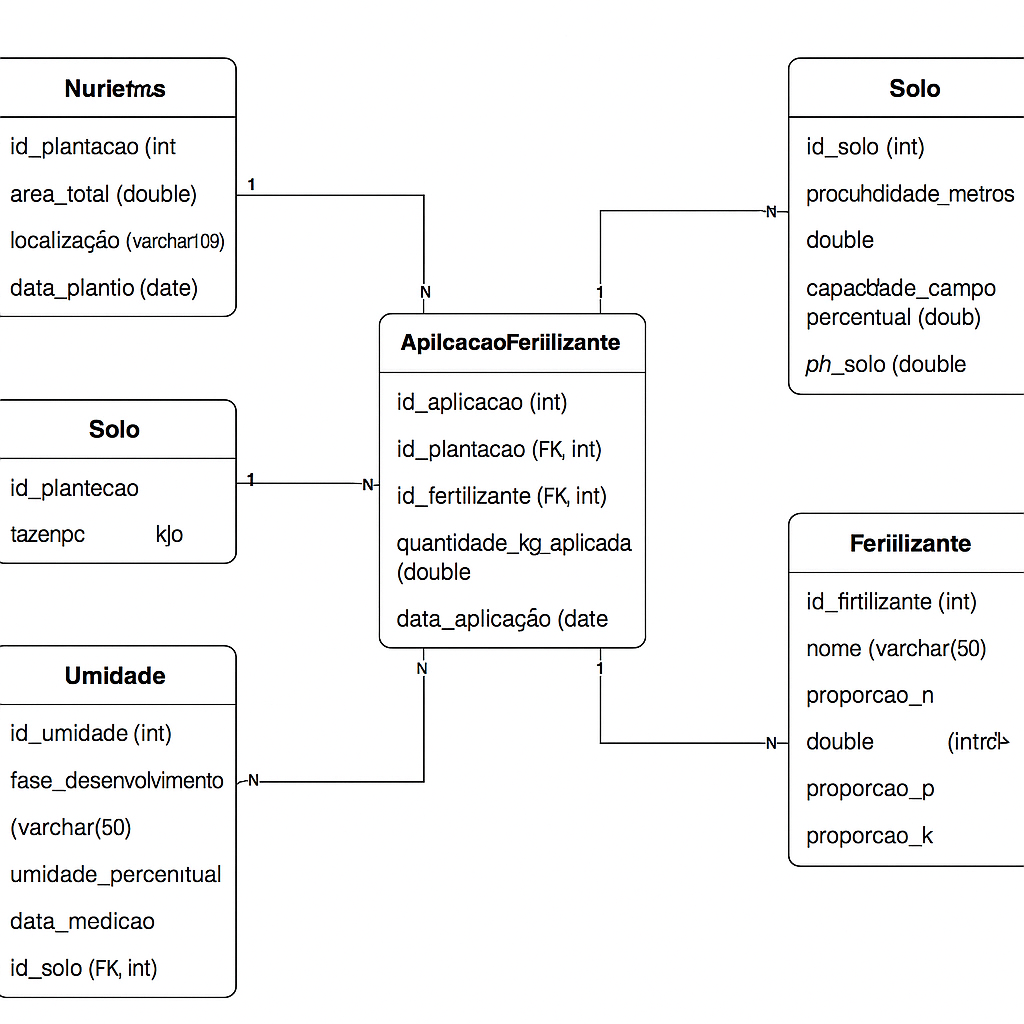 Nurietms
id_plantacao (int
area_total (double)
localização (varchar109)
data_plantio (date)
1
N
Solo
id_solo (int)
procuhdidade_metros
double
capacbade_campo
percentual (doub)
ph_solo (double
N
1
ApilcacaoFeriilizante
id_aplicacao (int)
id_plantacao (FK, int)
id_fertilizante (FK, int)
quantidade_kg_aplicada
(double
data_aplicação (date
Solo
id_plantecao
tazenpc
1
N
Umidade
id_umidade (int)
fase_desenvolvimento
(varchar(50)
umidade_percenıtual
data_medicao
id_solo (FK, int)
N
N
Feriilizante
id_firtilizante (int)
nome (varchar(50)
proporcao_n
double
proporcao_p
proporcao_k
1
N